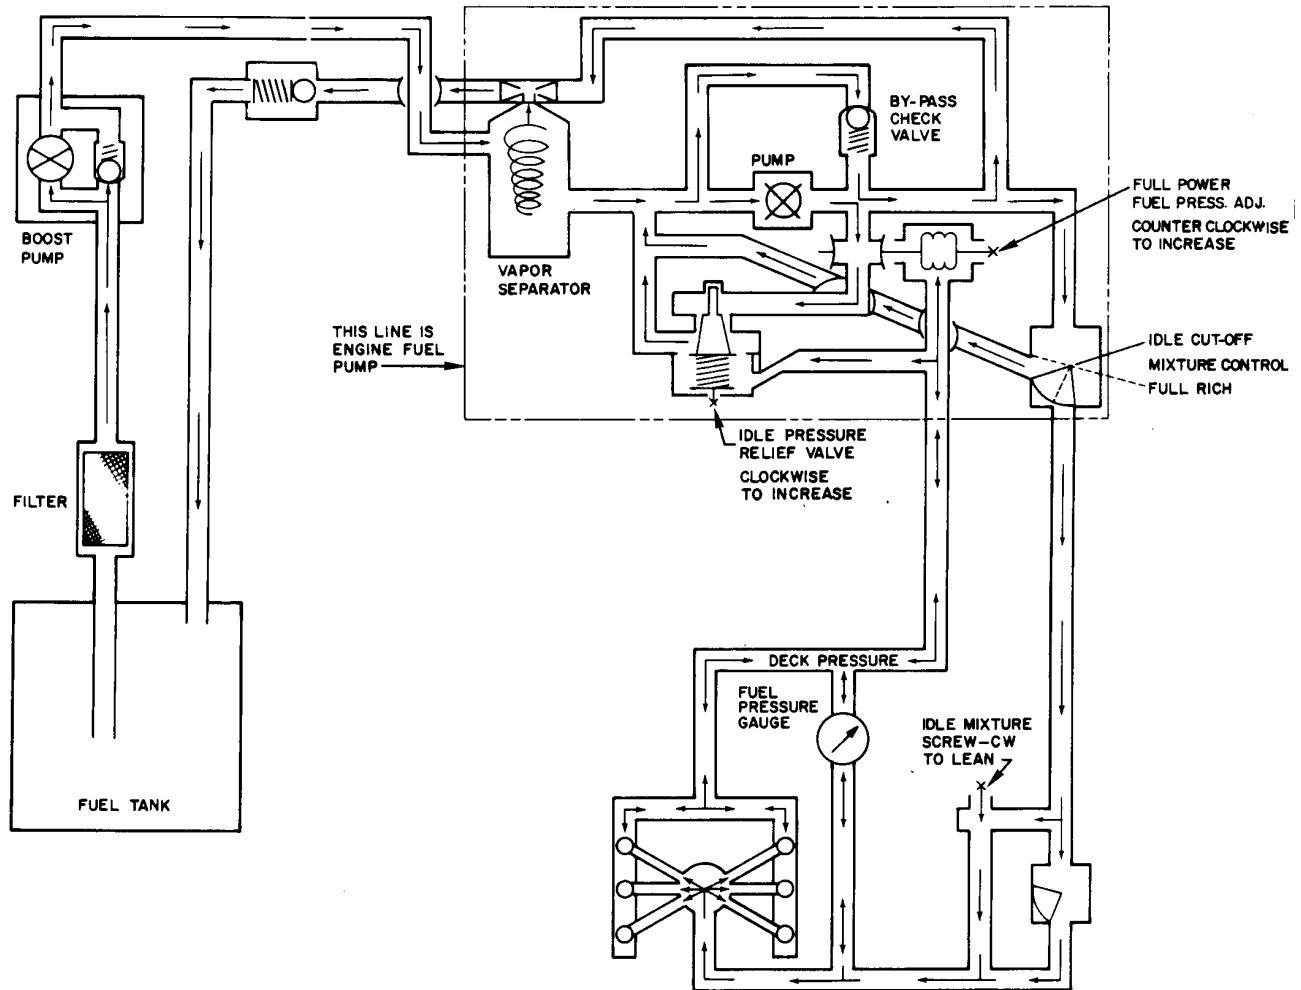 BY-PASS
CHECK
VALVE
PUMP
FULL POWER
FUEL PRESS. ADJ.
COUNTER CLOCKWISE
TO INCREASE
BOOST
PUMP
VAPOR
SEPARATOR
THIS LINE IS
ENGINE FUEL
PUMP
IDLE CUT-OFF
MIXTURE CONTROL
FULL RICH
IDLE PRESSURE
RELIEF VALVE
CLOCKWISE
TO INCREASE
FILTER
DECK PRESSURE
FUEL
PRESSURE
GAUGE
IDLE MIXTURE
SCREW-CW
TO LEAN
FUEL TANK